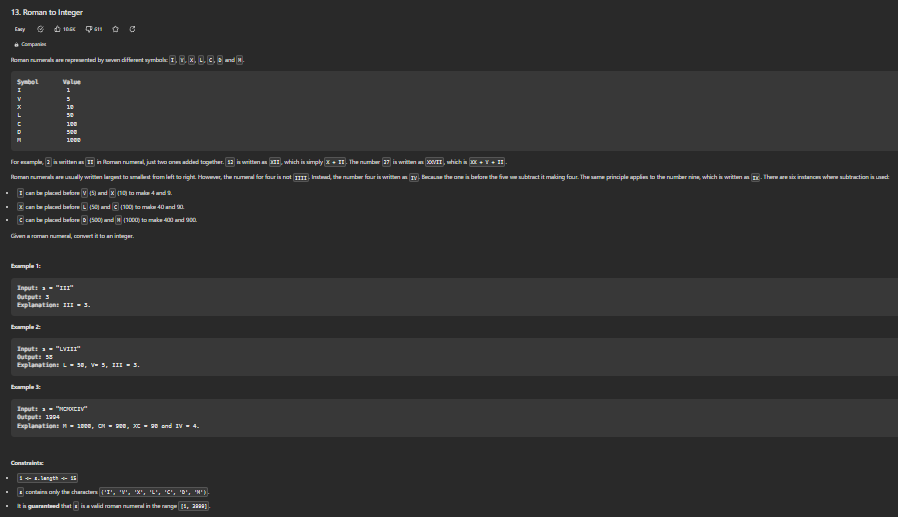 13. Roman to Integer
Easy 10.6K 611
Companies
Roman numerals are represented by seven different symbols: I, V, X, L, C, D and M.
Symbol Value
I 1
V 5
X 10
L 50
C 100
D 500
M 1000
For example, 2 is written as II in Roman numeral, just two ones added together. 12 is written as XII, which is simply X + II. The number 27 is written as XXVII, which is XX + V + II.
Roman numerals are usually written largest to smallest from left to right. However, the numeral for four is not IIII. Instead, the number four is written as IV. Because the one is before the five we subtract it making four. The same principle applies to the number nine, which is written as IX. There are six instances where subtraction is used:
• I can be placed before V (5) and X (10) to make 4 and 9.
• X can be placed before L (50) and C (100) to make 40 and 90.
• C can be placed before D (500) and M (1000) to make 400 and 900.
Given a roman numeral, convert it to an integer.
Example 1:
Input: s = "III"
Output: 3
Explanation: III = 3.
Example 2:
Input: s = "LVIII"
Output: 58
Explanation: L = 50, V= 5, III = 3.
Example 3:
Input: s = "MCMXCIV"
Output: 1994
Explanation: M = 1000, CM = 900, XC = 90 and IV = 4.
Constraints:
• 1 <= s.length <= 15
• s contains only the characters ('I', 'V', 'X', 'L', 'C', 'D', 'M').
• It is guaranteed that s is a valid roman numeral in the range [1, 3999].